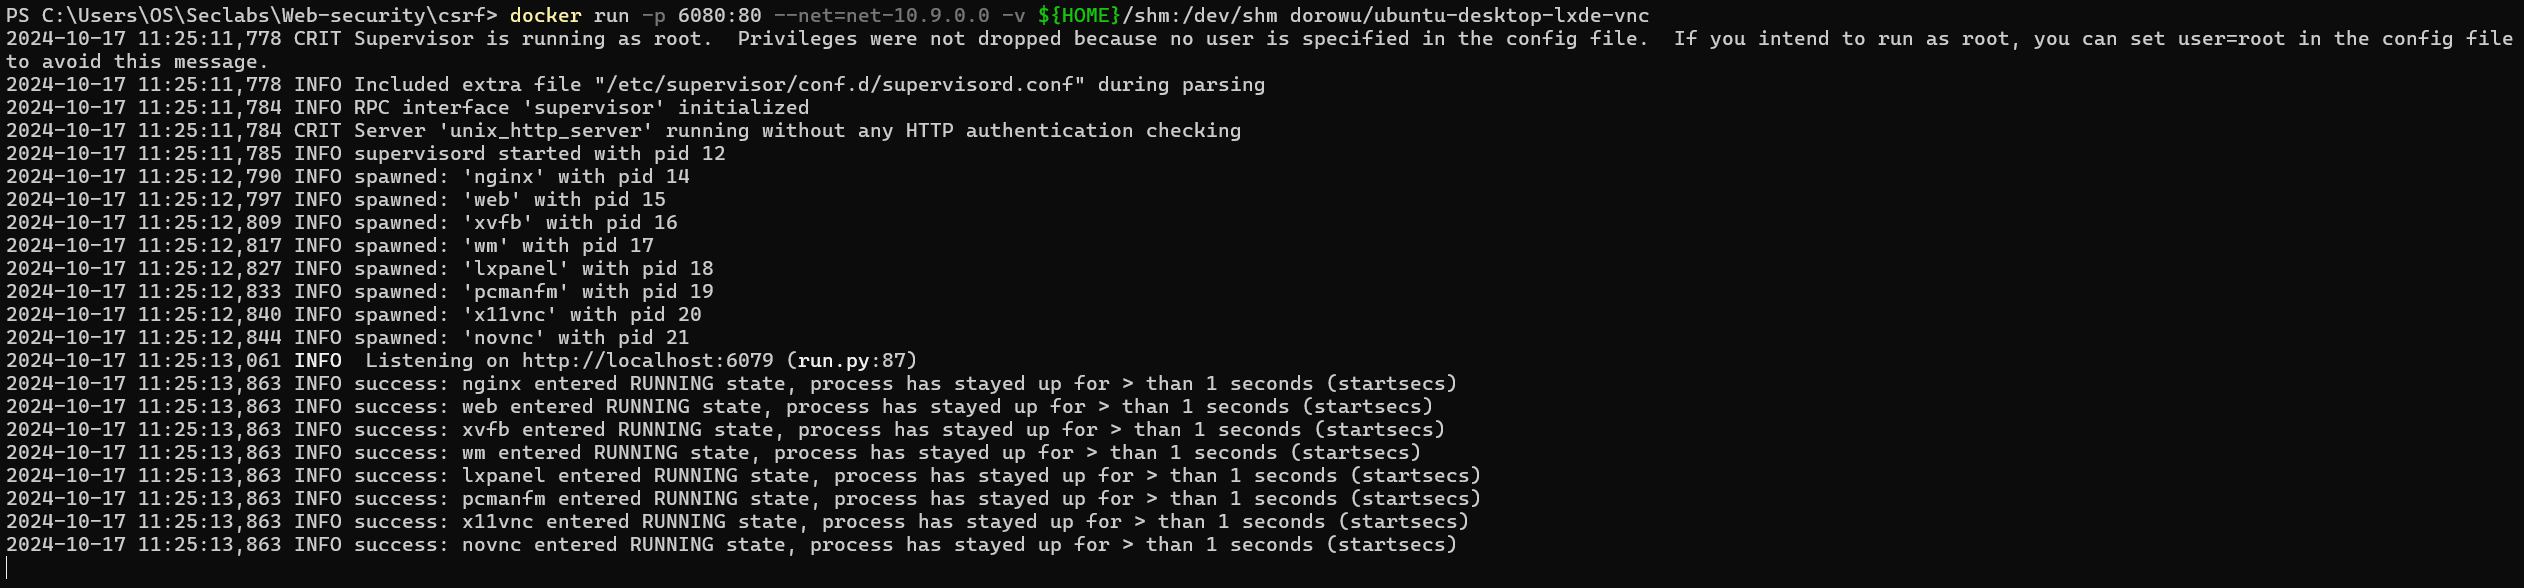 PS C:\Users\OS\Seclabs\Web-security\csrf> docker run -p 6080:80 --net=net-10.9.0.0 -v ${HOME}/shm:/dev/shm dorowu/ubuntu-desktop-lxde-vnc
2024-10-17 11:25:11,778 CRIT Supervisor is running as root.  Privileges were not dropped because no user is specified in the config file.  If you intend to run as root, you can set user=root in the config file
to avoid this message.
2024-10-17 11:25:11,778 INFO Included extra file "/etc/supervisor/conf.d/supervisord.conf" during parsing
2024-10-17 11:25:11,784 INFO RPC interface 'supervisor' initialized
2024-10-17 11:25:11,784 CRIT Server 'unix_http_server' running without any HTTP authentication checking
2024-10-17 11:25:11,785 INFO supervisord started with pid 12
2024-10-17 11:25:12,790 INFO spawned: 'nginx' with pid 14
2024-10-17 11:25:12,797 INFO spawned: 'web' with pid 15
2024-10-17 11:25:12,809 INFO spawned: 'xvfb' with pid 16
2024-10-17 11:25:12,817 INFO spawned: 'wm' with pid 17
2024-10-17 11:25:12,827 INFO spawned: 'lxpanel' with pid 18
2024-10-17 11:25:12,833 INFO spawned: 'pcmanfm' with pid 19
2024-10-17 11:25:12,840 INFO spawned: 'x11vnc' with pid 20
2024-10-17 11:25:12,844 INFO spawned: 'novnc' with pid 21
2024-10-17 11:25:13,061 INFO  Listening on http://localhost:6079 (run.py:87)
2024-10-17 11:25:13,863 INFO success: nginx entered RUNNING state, process has stayed up for > than 1 seconds (startsecs)
2024-10-17 11:25:13,863 INFO success: web entered RUNNING state, process has stayed up for > than 1 seconds (startsecs)
2024-10-17 11:25:13,863 INFO success: xvfb entered RUNNING state, process has stayed up for > than 1 seconds (startsecs)
2024-10-17 11:25:13,863 INFO success: wm entered RUNNING state, process has stayed up for > than 1 seconds (startsecs)
2024-10-17 11:25:13,863 INFO success: lxpanel entered RUNNING state, process has stayed up for > than 1 seconds (startsecs)
2024-10-17 11:25:13,863 INFO success: pcmanfm entered RUNNING state, process has stayed up for > than 1 seconds (startsecs)
2024-10-17 11:25:13,863 INFO success: x11vnc entered RUNNING state, process has stayed up for > than 1 seconds (startsecs)
2024-10-17 11:25:13,863 INFO success: novnc entered RUNNING state, process has stayed up for > than 1 seconds (startsecs)